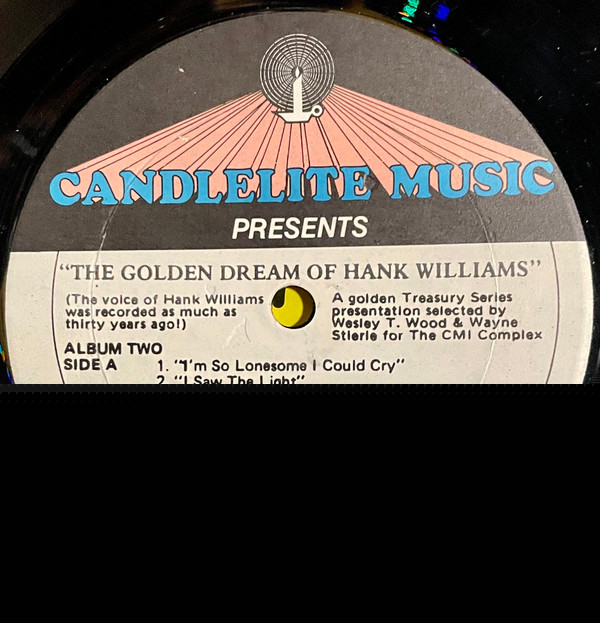 CANDLELITE MUSIC
PRESENTS
"THE GOLDEN DREAM OF HANK WILLIAMS"
(The voice of Hank Williams
was recorded as much as
thirty years ago!)
A golden Treasury Series
presentation selected by
Wesley T. Wood & Wayne
Stierle for The CMI Complex
ALBUM TWO
SIDE A 1. "I'm So Lonesome I Could Cry"
2. "I Saw The Light"